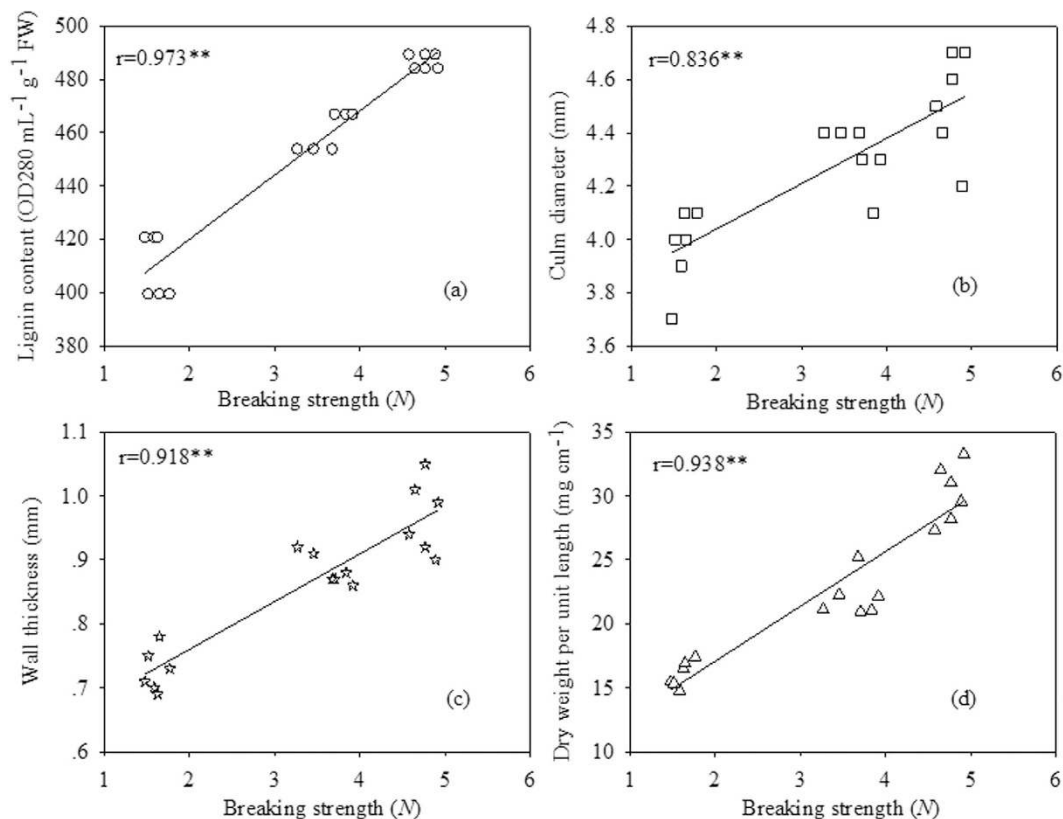 Lignin content (OD280 mL⁻¹ g⁻¹ FW)
500
480
460
440
420
400
380
r=0.973**
(a)
1 2 3 4 5 6
Breaking strength (N)
Culm diameter (mm)
4.8
4.6
4.4
4.2
4.0
3.8
3.6
r=0.836**
(b)
1 2 3 4 5 6
Breaking strength (N)
Wall thickness (mm)
1.1
1.0
.9
.8
.7
.6
r=0.918**
(c)
1 2 3 4 5 6
Breaking strength (N)
Dry weight per unit length (mg cm⁻¹)
35
30
25
20
15
10
r=0.938**
(d)
1 2 3 4 5 6
Breaking strength (N)